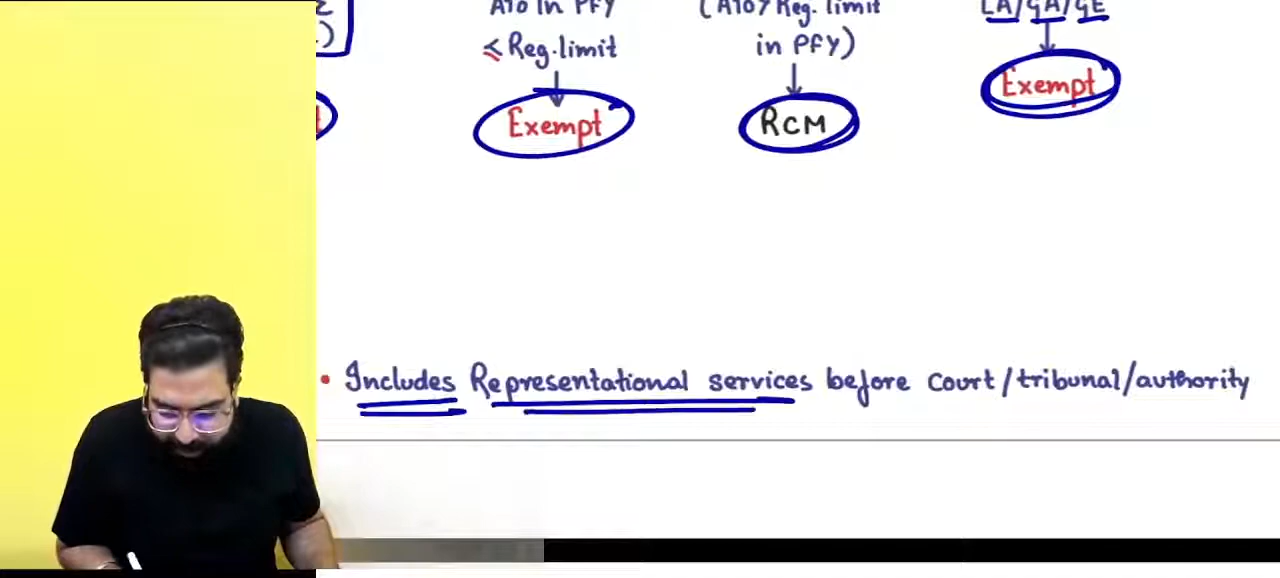 ATO in PFY
≤ Reg. limit
Exempt
(ATO > Reg. limit
in PFY)
RCM
LA/GA/GE
Exempt
• Includes Representational services before Court/tribunal/authority